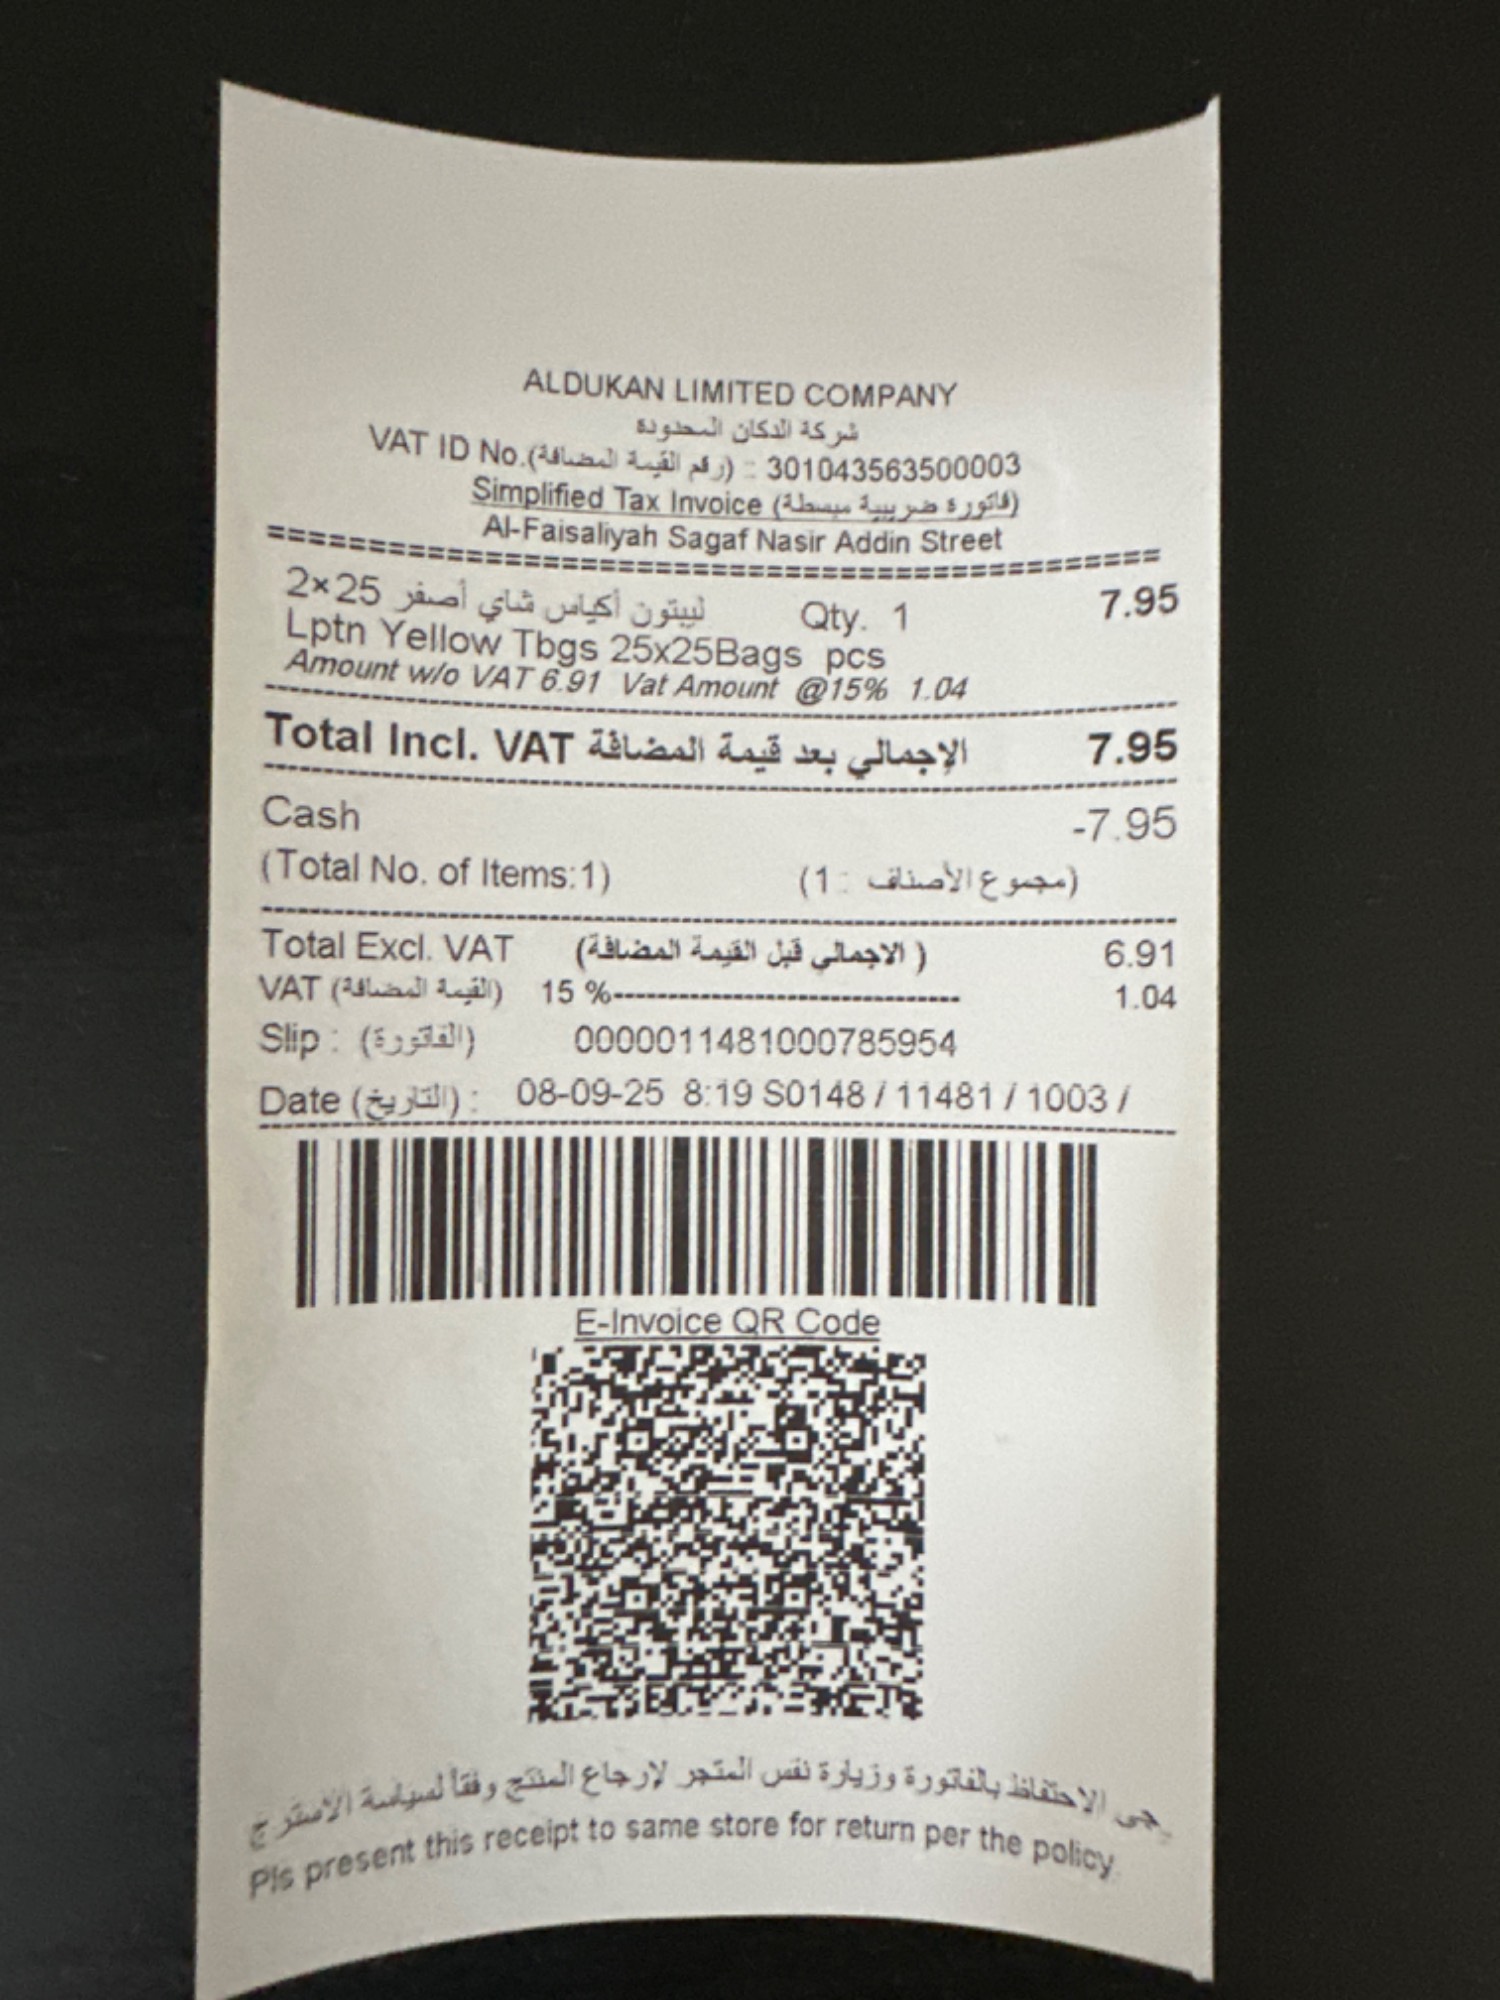 ALDUKAN LIMITED COMPANY
شركة الدكان المحدودة
VAT ID No.(رقم القيمة المضافة) : 301043563500003
Simplified Tax Invoice (فاتورة ضريبية مبسطة)
Al-Faisaliyah Sagaf Nasir Addin Street
==================================================
ليبتون أكياس شاي أصفر 25×2 Qty. 1 7.95
Lptn Yellow Tbgs 25x25Bags pcs
Amount w/o VAT 6.91 Vat Amount @15% 1.04
Total Incl. VAT الإجمالي بعد قيمة المضافة 7.95
Cash -7.95
(Total No. of Items:1) (مجموع الأصناف : 1)
Total Excl. VAT (الاجمالي قبل القيمة المضافة ) 6.91
VAT (القيمة المضافة) 15 %------------------------------ 1.04
Slip : (الفاتورة) 0000011481000785954
Date (التاريخ) : 08-09-25 8:19 S0148 / 11481 / 1003 /
E-Invoice QR Code
جى الاحتفاظ بالفاتورة وزيارة نفس المتجر لإرجاع المنتج وفقاً لسياسة الاسترج
Pls present this receipt to same store for return per the policy.